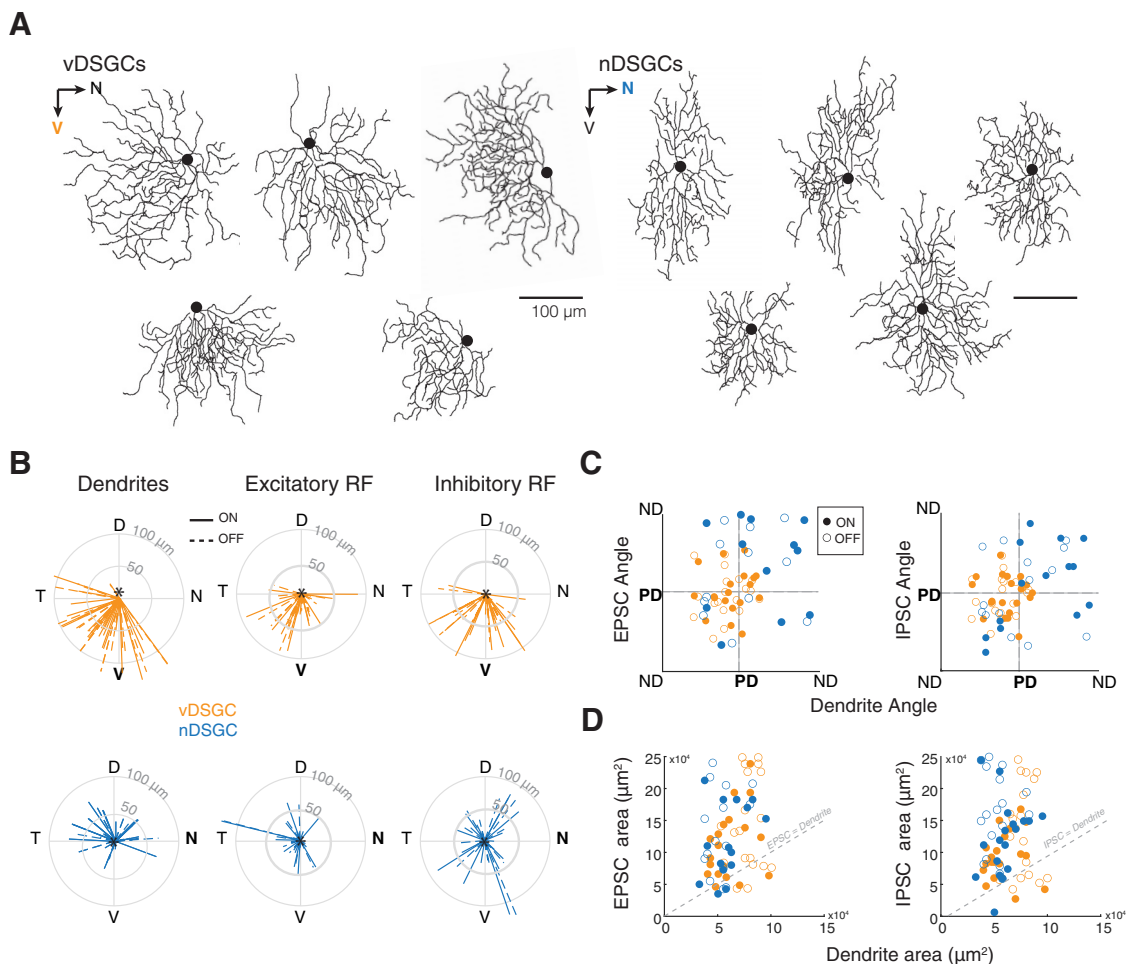 A
vDSGCs
N
V
nDSGCs
N
V
100 µm
B
Dendrites
Excitatory RF
Inhibitory RF
ON
OFF
D
100 µm
50
T
N
*
V
D
100 µm
50
T
N
*
V
D
100 µm
50
T
N
*
V
vDSGC
nDSGC
D
100 µm
50
T
N
V
D
100 µm
50
T
N
V
D
100 µm
50
T
N
V
C
ND
EPSC Angle
PD
ND
PD
ND
ON
OFF
ND
IPSC Angle
PD
ND
PD
ND
Dendrite Angle
D
25
x10⁴
20
15
10
5
0
EPSC area (µm²)
EPSC = Dendrite
0
5
10
15
x10⁴
25
x10⁴
20
15
10
5
0
IPSC area (µm²)
IPSC = Dendrite
0
5
10
15
x10⁴
Dendrite area (µm²)